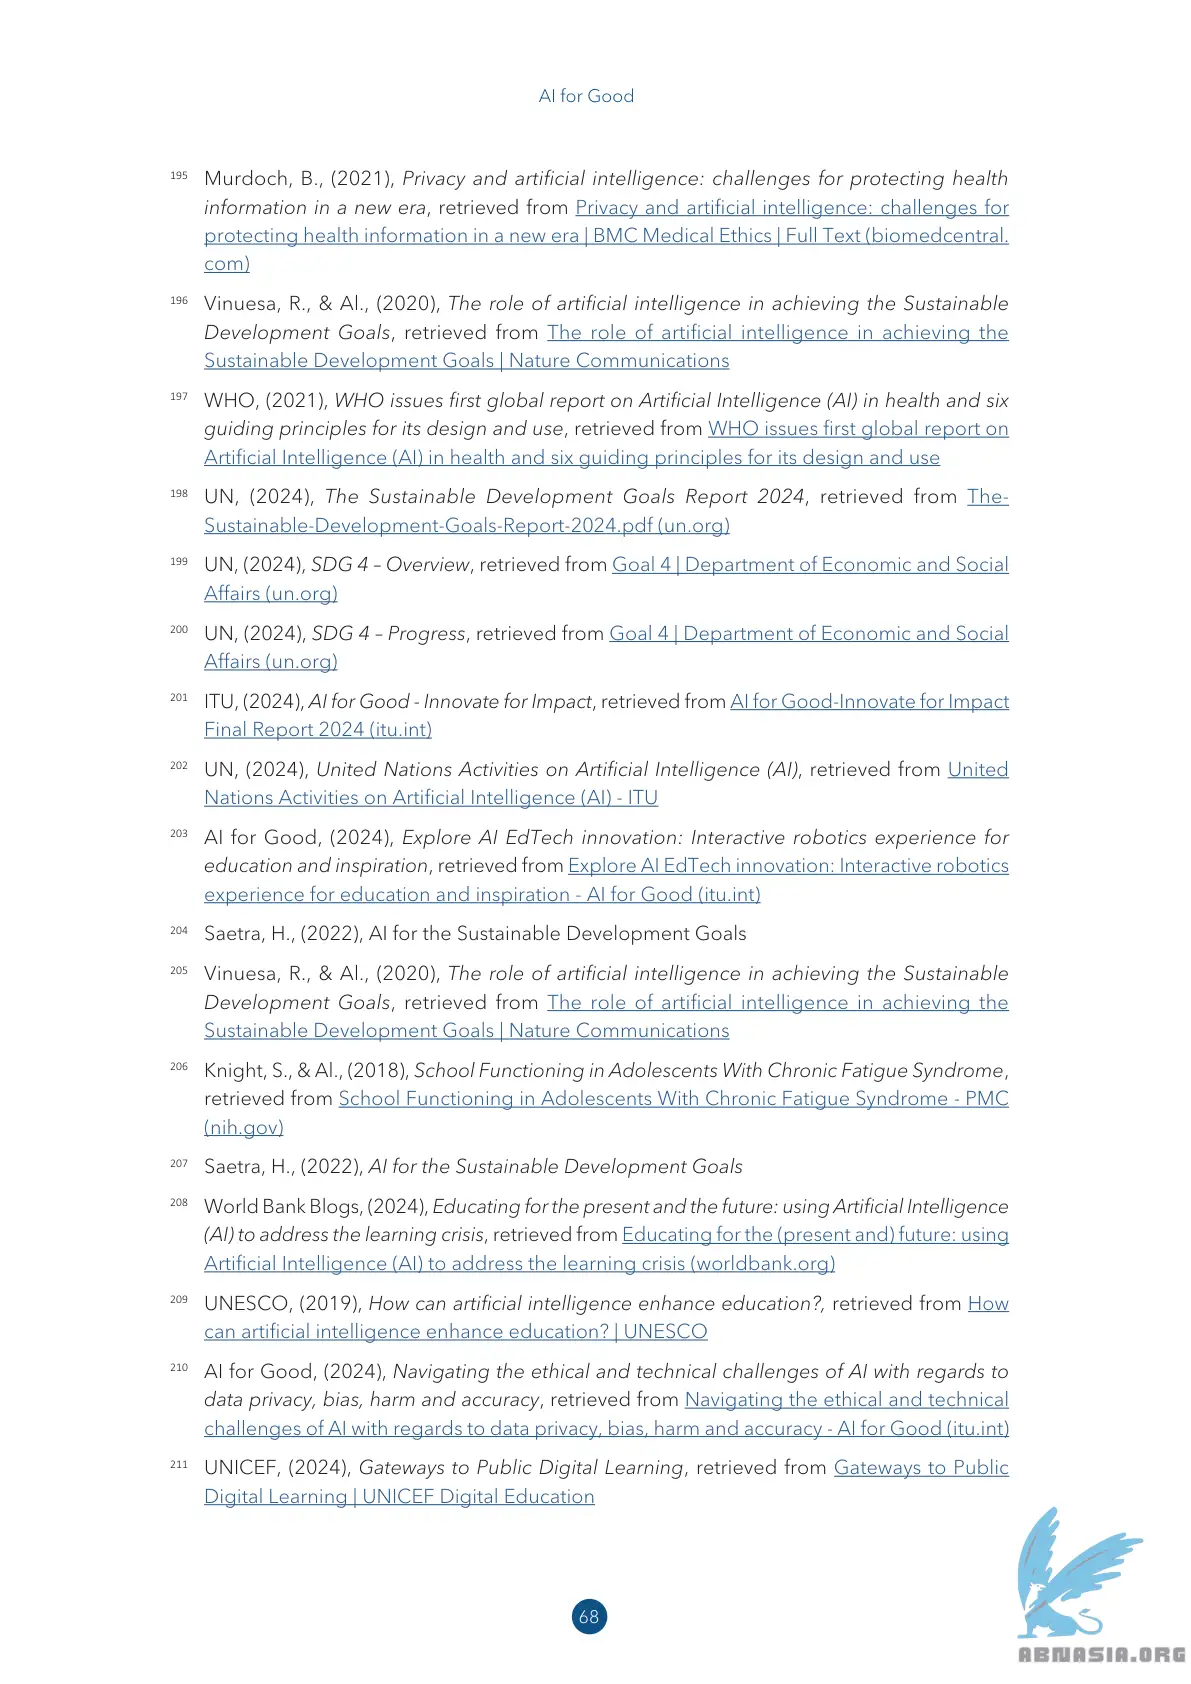 AI for Good
195 Murdoch, B., (2021), Privacy and artificial intelligence: challenges for protecting health
information in a new era, retrieved from Privacy and artificial intelligence: challenges for
protecting health information in a new era | BMC Medical Ethics | Full Text (biomedcentral.
com)
196 Vinuesa, R., & Al., (2020), The role of artificial intelligence in achieving the Sustainable
Development Goals, retrieved from The role of artificial intelligence in achieving the
Sustainable Development Goals | Nature Communications
197 WHO, (2021), WHO issues first global report on Artificial Intelligence (AI) in health and six
guiding principles for its design and use, retrieved from WHO issues first global report on
Artificial Intelligence (AI) in health and six guiding principles for its design and use
198 UN, (2024), The Sustainable Development Goals Report 2024, retrieved from The-
Sustainable-Development-Goals-Report-2024.pdf (un.org)
199 UN, (2024), SDG 4 – Overview, retrieved from Goal 4 | Department of Economic and Social
Affairs (un.org)
200 UN, (2024), SDG 4 – Progress, retrieved from Goal 4 | Department of Economic and Social
Affairs (un.org)
201 ITU, (2024), AI for Good - Innovate for Impact, retrieved from AI for Good-Innovate for Impact
Final Report 2024 (itu.int)
202 UN, (2024), United Nations Activities on Artificial Intelligence (AI), retrieved from United
Nations Activities on Artificial Intelligence (AI) - ITU
203 AI for Good, (2024), Explore AI EdTech innovation: Interactive robotics experience for
education and inspiration, retrieved from Explore AI EdTech innovation: Interactive robotics
experience for education and inspiration - AI for Good (itu.int)
204 Saetra, H., (2022), AI for the Sustainable Development Goals
205 Vinuesa, R., & Al., (2020), The role of artificial intelligence in achieving the Sustainable
Development Goals, retrieved from The role of artificial intelligence in achieving the
Sustainable Development Goals | Nature Communications
206 Knight, S., & Al., (2018), School Functioning in Adolescents With Chronic Fatigue Syndrome,
retrieved from School Functioning in Adolescents With Chronic Fatigue Syndrome - PMC
(nih.gov)
207 Saetra, H., (2022), AI for the Sustainable Development Goals
208 World Bank Blogs, (2024), Educating for the present and the future: using Artificial Intelligence
(AI) to address the learning crisis, retrieved from Educating for the (present and) future: using
Artificial Intelligence (AI) to address the learning crisis (worldbank.org)
209 UNESCO, (2019), How can artificial intelligence enhance education?, retrieved from How
can artificial intelligence enhance education? | UNESCO
210 AI for Good, (2024), Navigating the ethical and technical challenges of AI with regards to
data privacy, bias, harm and accuracy, retrieved from Navigating the ethical and technical
challenges of AI with regards to data privacy, bias, harm and accuracy - AI for Good (itu.int)
211 UNICEF, (2024), Gateways to Public Digital Learning, retrieved from Gateways to Public
Digital Learning | UNICEF Digital Education
68
ABNASIA.ORG